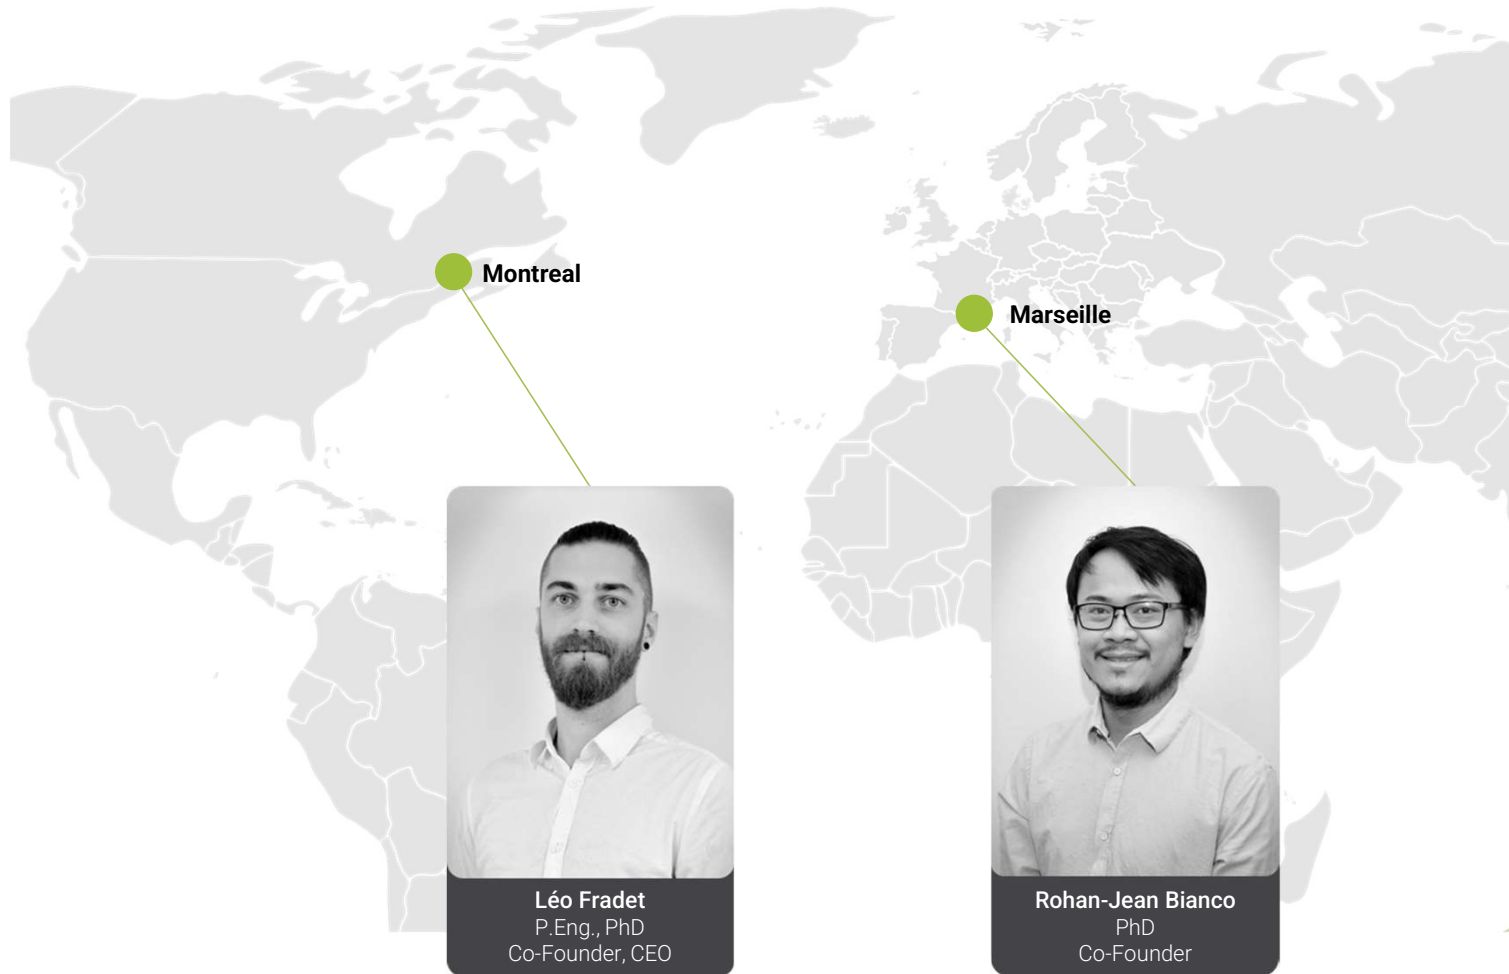 Montreal
Marseille
Léo Fradet
P.Eng., PhD
Co-Founder, CEO
Rohan-Jean Bianco
PhD
Co-Founder